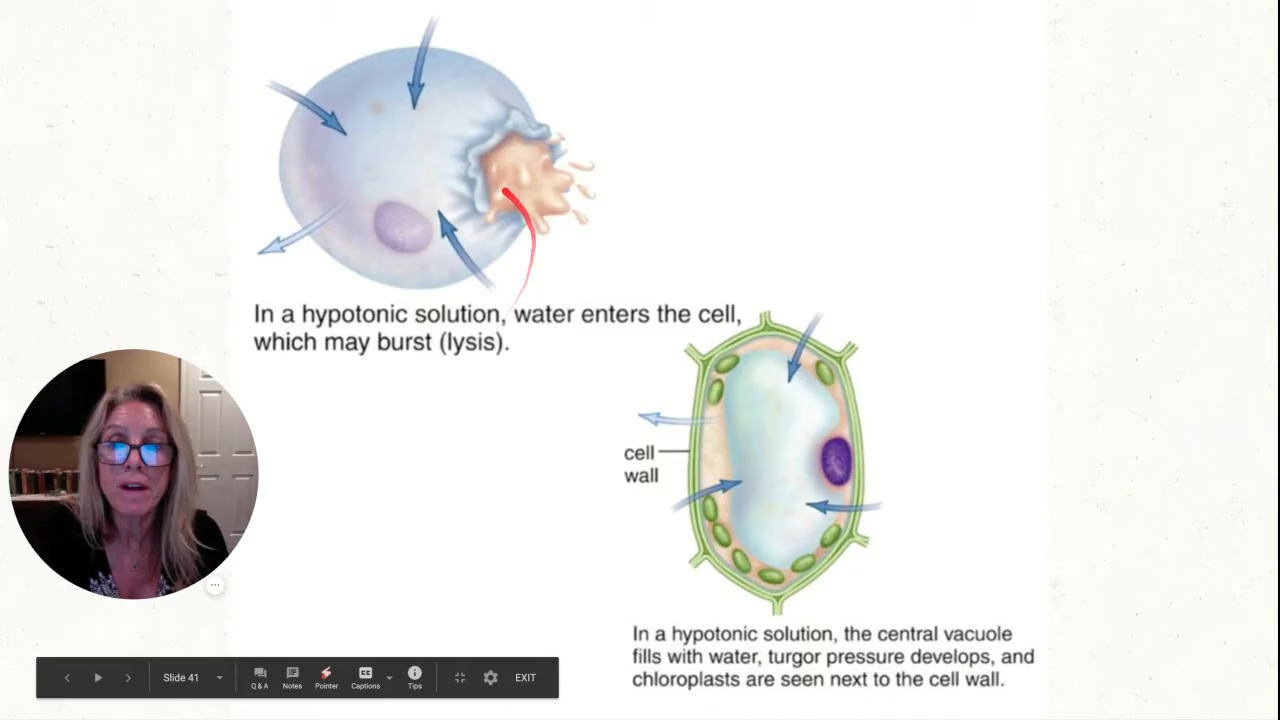 In a hypotonic solution, water enters the cell,
which may burst (lysis).
cell
wall
In a hypotonic solution, the central vacuole
fills with water, turgor pressure develops, and
chloroplasts are seen next to the cell wall.
Slide 41
Q & A
Notes
Pointer
Captions
Tips
EXIT